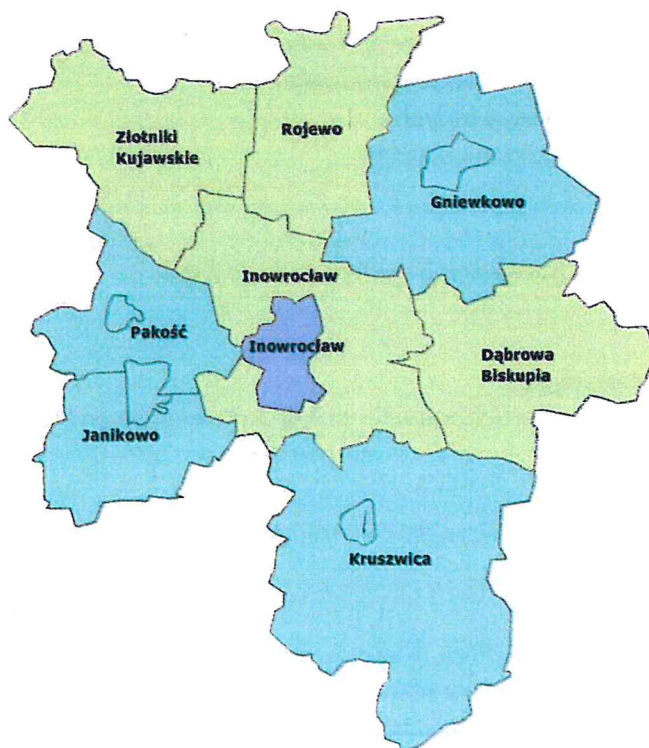 Złotniki
Kujawskie
Rojewo
Gniewkowo
Inowrocław
Pakość
Inowrocław
Dąbrowa
Biskupia
Janikowo
Kruszwica